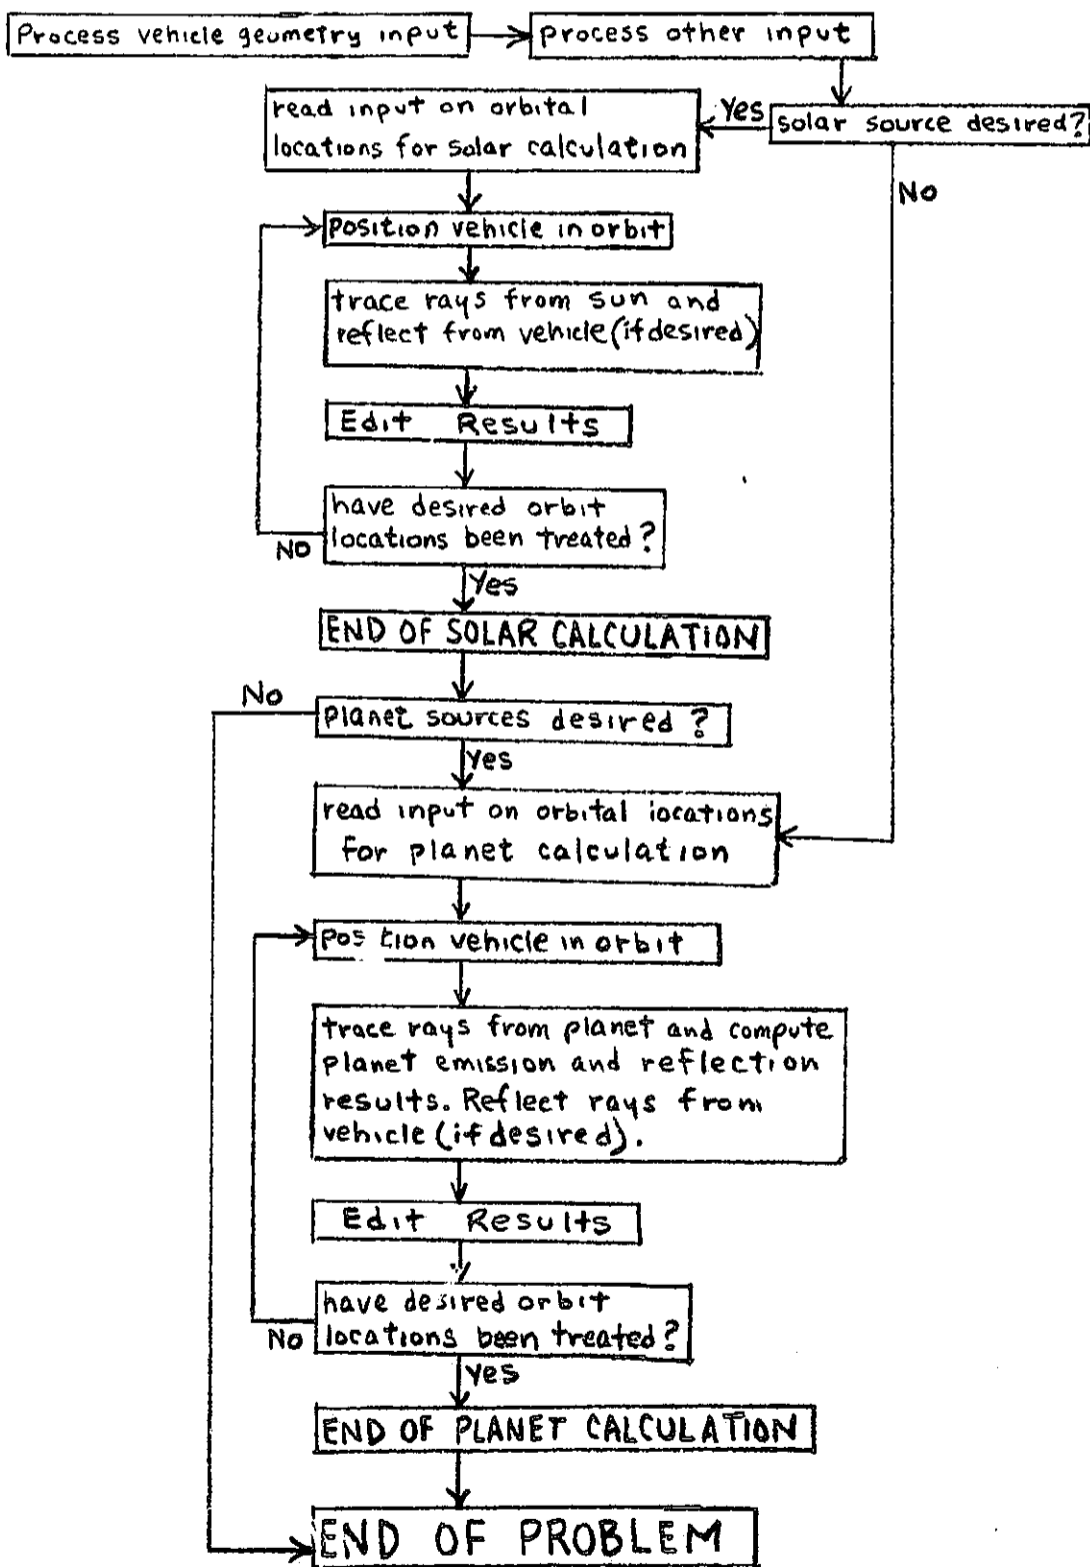 Process vehicle geometry input
process other input
solar source desired?
Yes
No
read input on orbital
locations for solar calculation
Position vehicle in orbit
trace rays from sun and
reflect from vehicle (if desired)
Edit Results
have desired orbit
locations been treated?
No
Yes
END OF SOLAR CALCULATION
planet sources desired?
No
Yes
read input on orbital locations
for planet calculation
pos tion vehicle in orbit
trace rays from planet and compute
planet emission and reflection
results. Reflect rays from
vehicle (if desired).
Edit Results
have desired orbit
locations been treated?
No
Yes
END OF PLANET CALCULATION
END OF PROBLEM